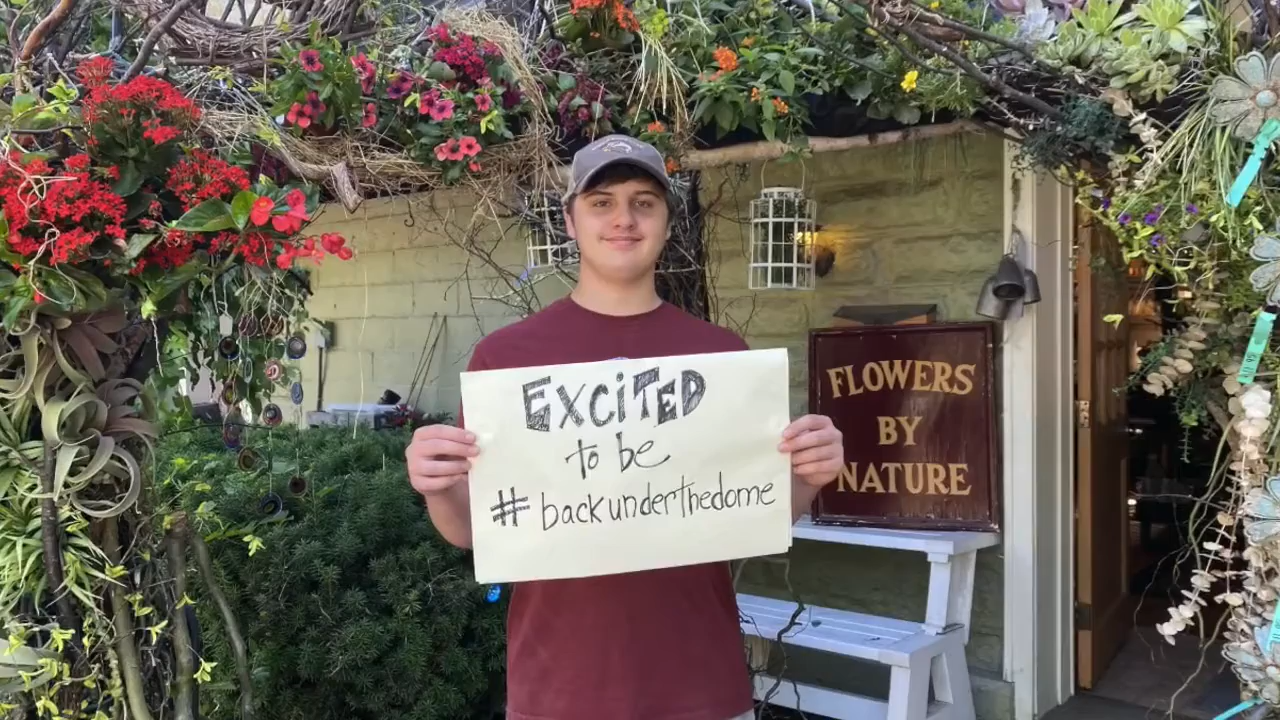 EXCiTED
to be
#backunderthedome
FLOWERS
BY
NATURE